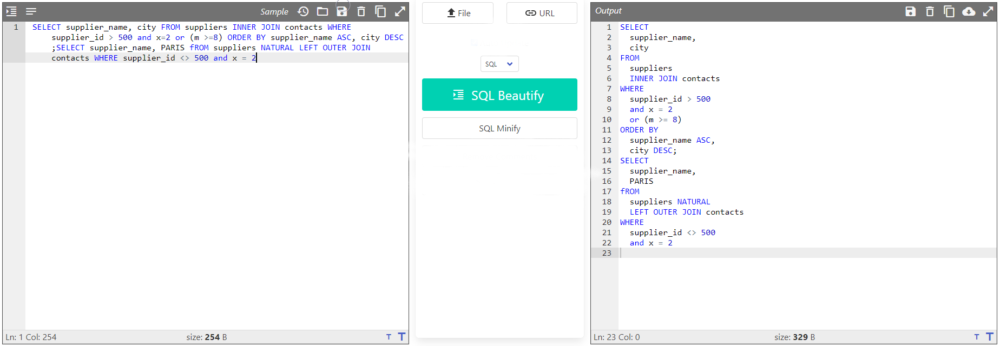 Sample
1 SELECT supplier_name, city FROM suppliers INNER JOIN contacts WHERE
supplier_id > 500 and x=2 or (m >=8) ORDER BY supplier_name ASC, city DESC
;SELECT supplier_name, PARIS fROM suppliers NATURAL LEFT OUTER JOIN
contacts WHERE supplier_id <> 500 and x = 2
Ln: 1 Col: 254 size: 254 B T T
File URL
SQL
SQL Beautify
SQL Minify
Output
1 SELECT
2 supplier_name,
3 city
4 FROM
5 suppliers
6 INNER JOIN contacts
7 WHERE
8 supplier_id > 500
9 and x = 2
10 or (m >= 8)
11 ORDER BY
12 supplier_name ASC,
13 city DESC;
14 SELECT
15 supplier_name,
16 PARIS
17 fROM
18 suppliers NATURAL
19 LEFT OUTER JOIN contacts
20 WHERE
21 supplier_id <> 500
22 and x = 2
23
Ln: 23 Col: 0 size: 329 B T T